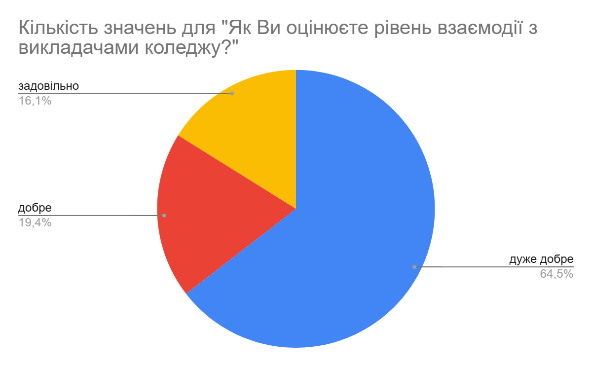 Кількість значень для "Як Ви оцінюєте рівень взаємодії з
викладачами коледжу?"
задовільно
16,1%
добре
19,4%
дуже добре
64,5%